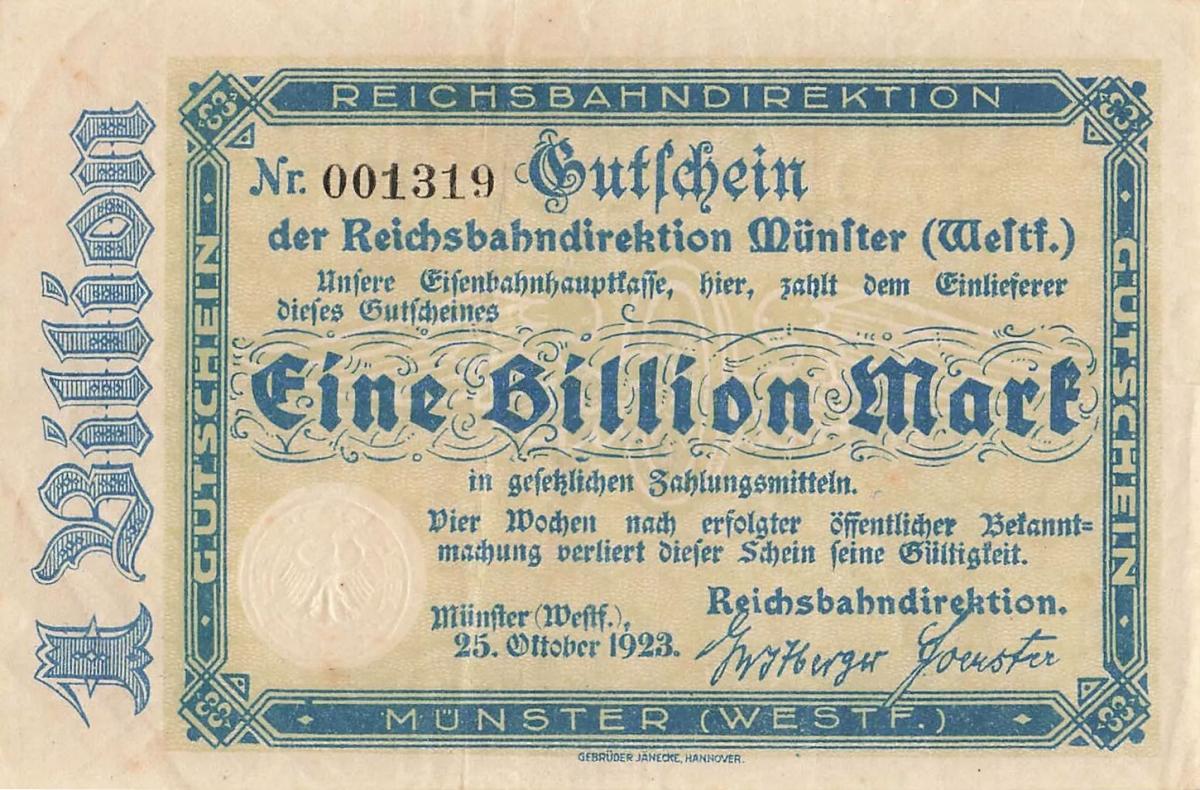 REICHSBAHNDIREKTION
1 Billion
GUTSCHEIN
GUTSCHEIN
Nr. 001319 Gutschein
der Reichsbahndirektion Münster (Westf.)
Unsere Eisenbahnhauptkasse, hier, zahlt dem Einlieferer
dieses Gutscheines
Eine Billion Mark
in gesetzlichen Zahlungsmitteln.
Vier Wochen nach erfolgter öffentlicher Bekannt=
machung verliert dieser Schein seine Gültigkeit.
Reichsbahndirektion.
Münster (Westf.),
25. Oktober 1923.
MÜNSTER (WESTF.)
GEBRÜDER JÄNECKE, HANNOVER.